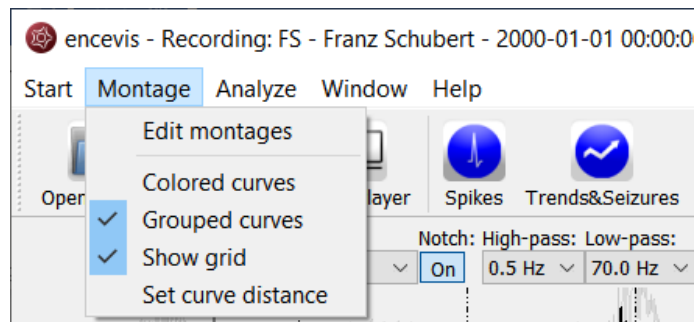 encevis - Recording: FS - Franz Schubert - 2000-01-01 00:00:0
Start Montage Analyze Window Help
Edit montages
Colored curves
Grouped curves
Show grid
Set curve distance
Spikes Trends&Seizures
Notch: High-pass: Low-pass:
On 0.5 Hz 70.0 Hz